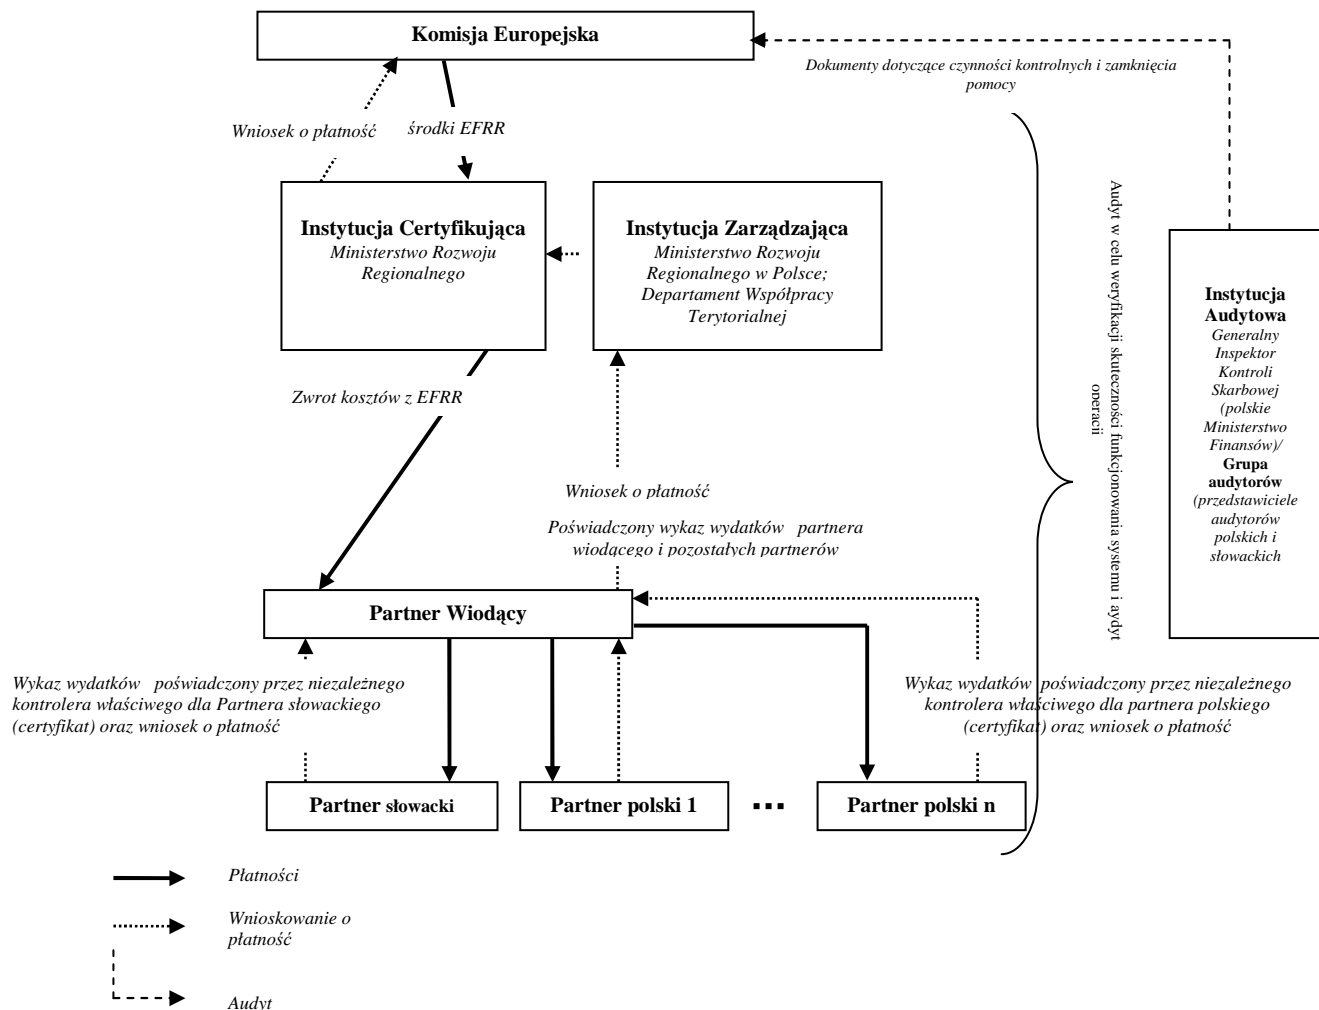 Komisja Europejska
Dokumenty dotyczące czynności kontrolnych i zamknięcia
pomocy
Wniosek o płatność
środki EFRR
Instytucja Certyfikująca
Ministerstwo Rozwoju
Regionalnego
Instytucja Zarządzająca
Ministerstwo Rozwoju
Regionalnego w Polsce;
Departament Współpracy
Terytorialnej
Audyt w celu weryfikacji skuteczności funkcjonowania systemu i aydyt
operacji
Instytucja
Audytowa
Generalny
Inspektor
Kontroli
Skarbowej
(polskie
Ministerstwo
Finansów)/
Grupa
audytorów
(przedstawiciele
audytorów
polskich i
słowackich
Zwrot kosztów z EFRR
Wniosek o płatność
Poświadczony wykaz wydatków partnera
wiodącego i pozostałych partnerów
Partner Wiodący
Wykaz wydatków poświadczony przez niezależnego
kontrolera właściwego dla Partnera słowackiego
(certyfikat) oraz wniosek o płatność
Wykaz wydatków poświadczony przez niezależnego
kontrolera właściwego dla partnera polskiego
(certyfikat) oraz wniosek o płatność
Partner słowacki
Partner polski 1
...
Partner polski n
Płatności
Wnioskowanie o
płatność
Audyt